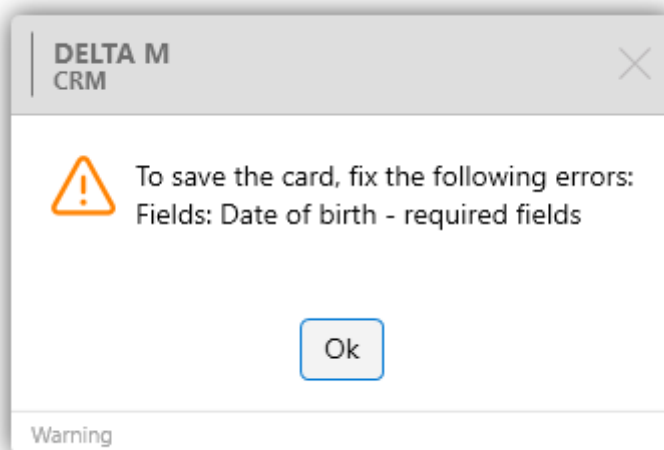 DELTA M
CRM
To save the card, fix the following errors:
Fields: Date of birth - required fields
Ok
Warning